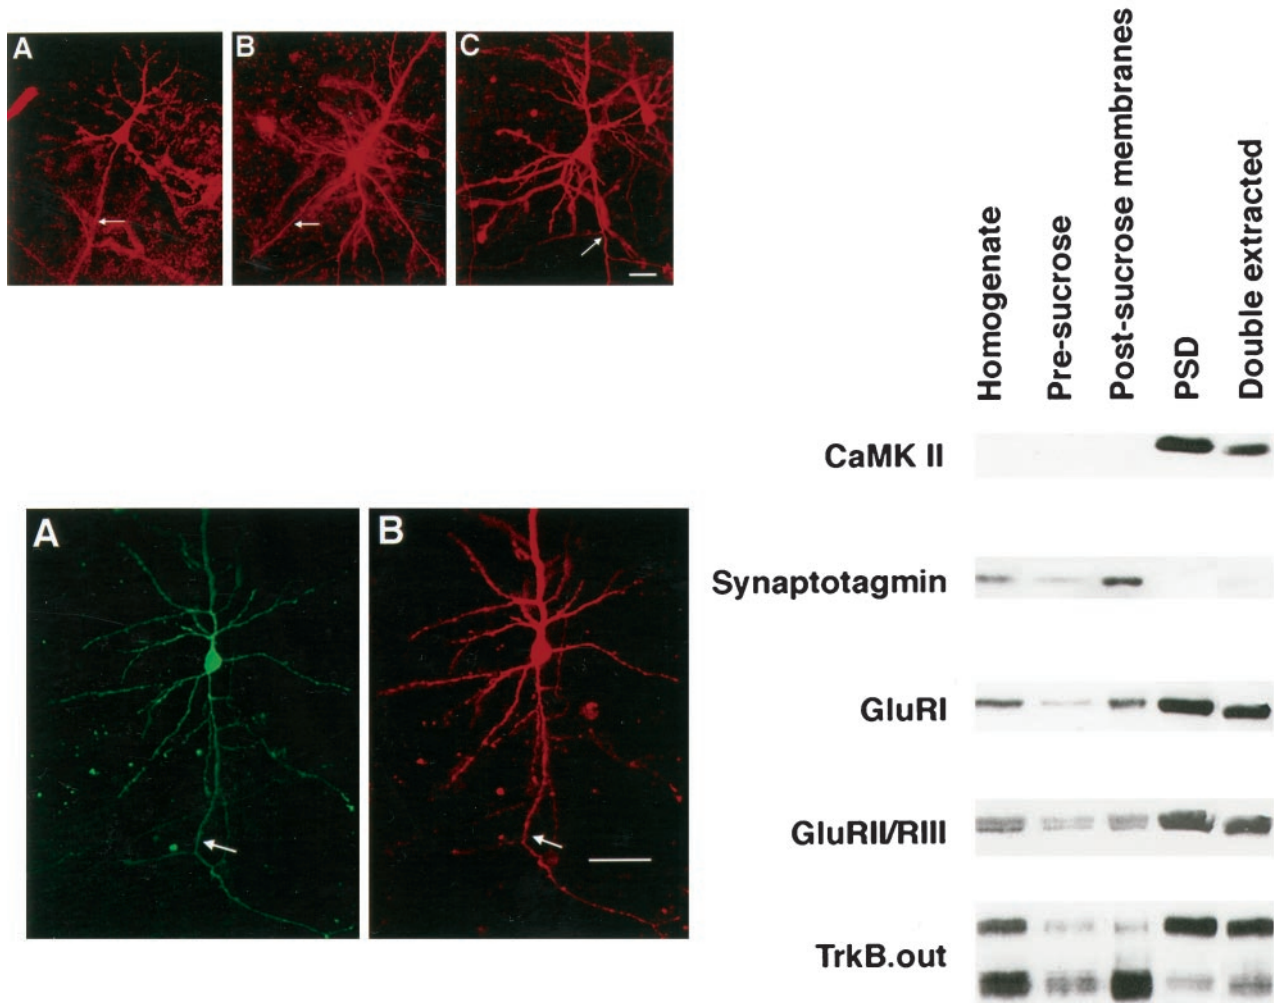 A
B
C
A
B
Homogenate
Pre-sucrose
Post-sucrose membranes
PSD
Double extracted
CaMK II
Synaptotagmin
GluRI
GluRII/RIII
TrkB.out